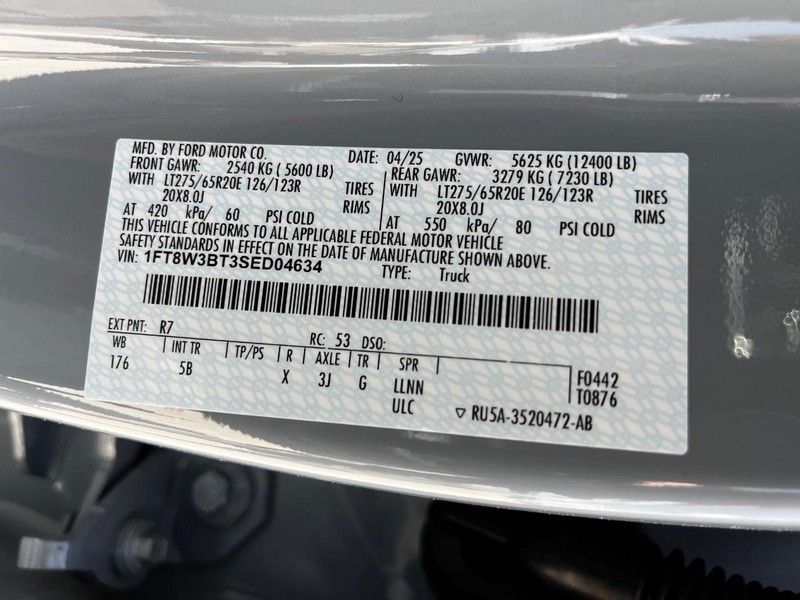 MFD. BY FORD MOTOR CO. DATE: 04/25 GVWR: 5625 KG (12400 LB)
FRONT GAWR: 2540 KG ( 5600 LB) REAR GAWR: 3279 KG ( 7230 LB)
WITH LT275/65R20E 126/123R TIRES WITH LT275/65R20E 126/123R TIRES
20X8.0J RIMS 20X8.0J RIMS
AT 420 kPa/ 60 PSI COLD AT 550 kPa/ 80 PSI COLD
THIS VEHICLE CONFORMS TO ALL APPLICABLE FEDERAL MOTOR VEHICLE
SAFETY STANDARDS IN EFFECT ON THE DATE OF MANUFACTURE SHOWN ABOVE.
VIN: 1FT8W3BT3SED04634 TYPE: Truck
EXT PNT: R7 RC: 53 DSO:
WB INT TR TP/PS R AXLE TR SPR F0442
176 5B X 3J G LLNN T0876
ULC ▽ RU5A-3520472-AB